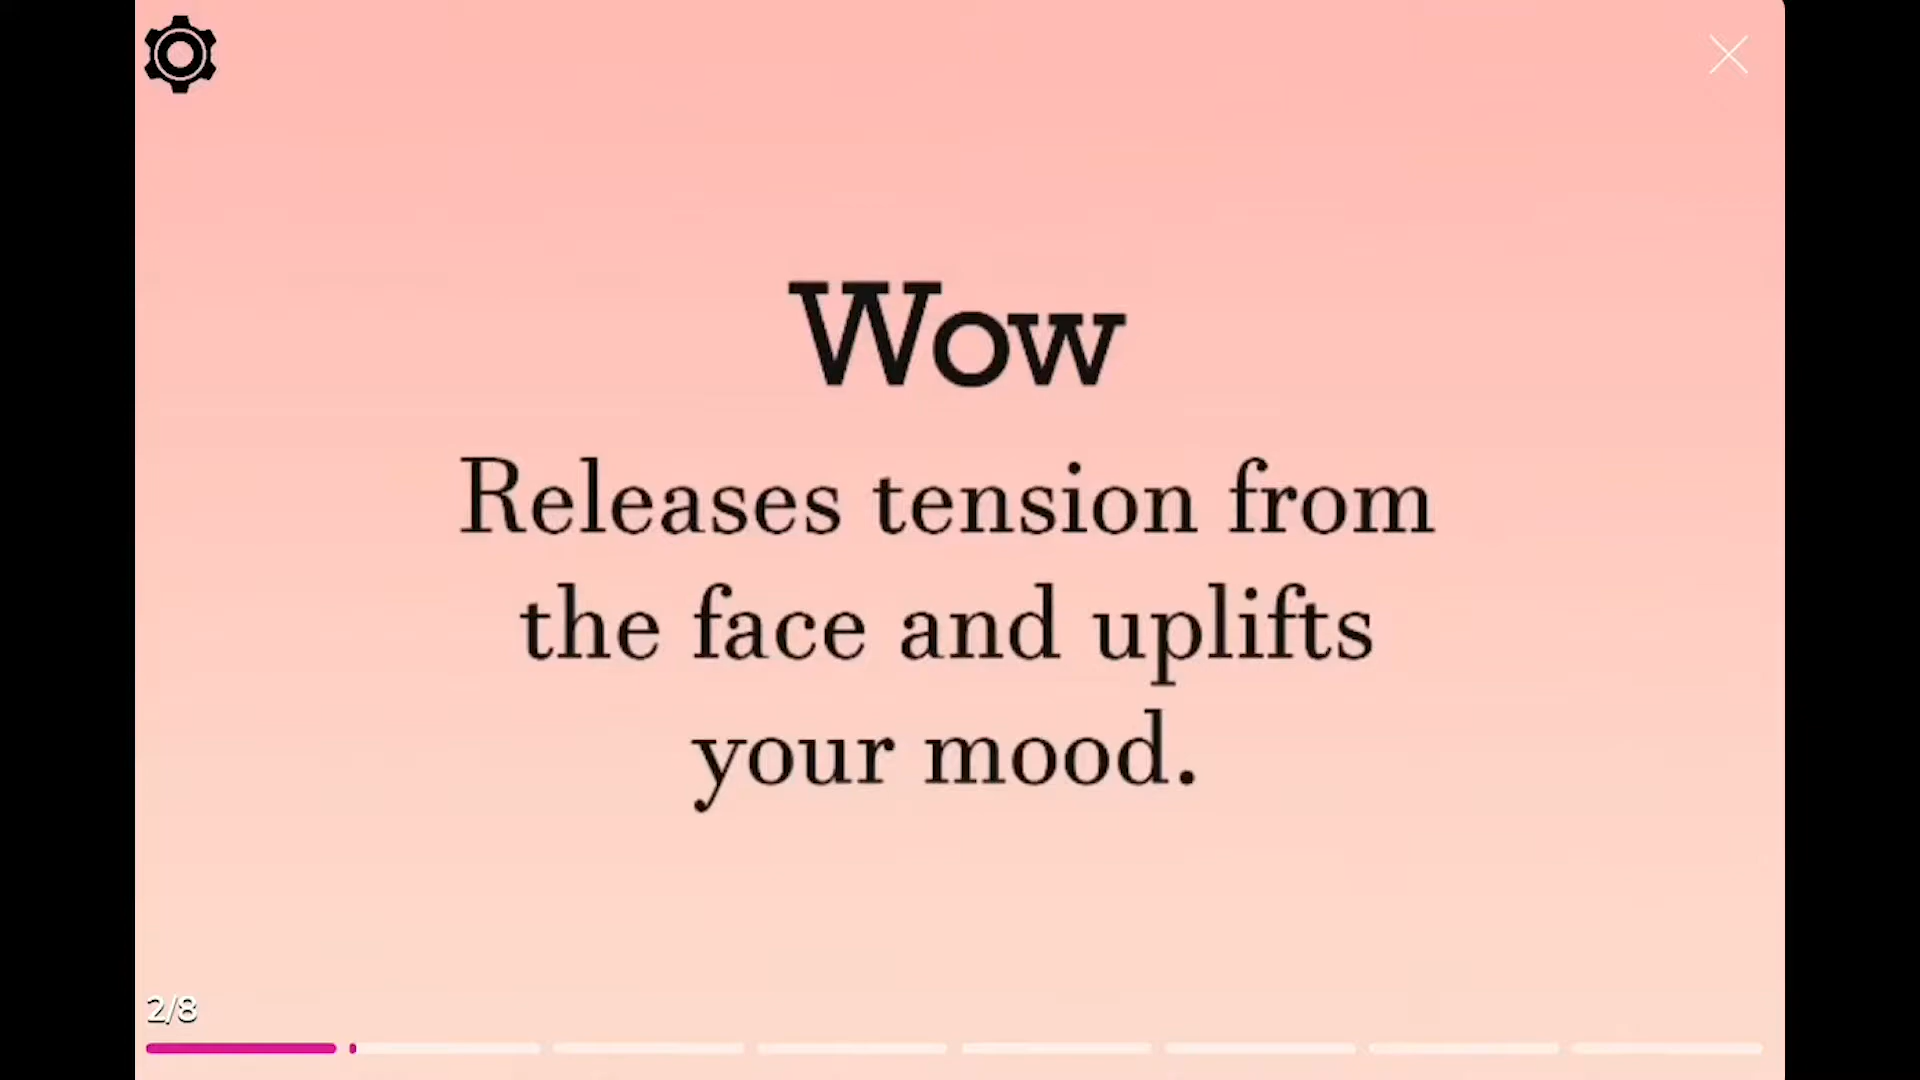 Wow
Releases tension from
the face and uplifts
your mood.
2/8